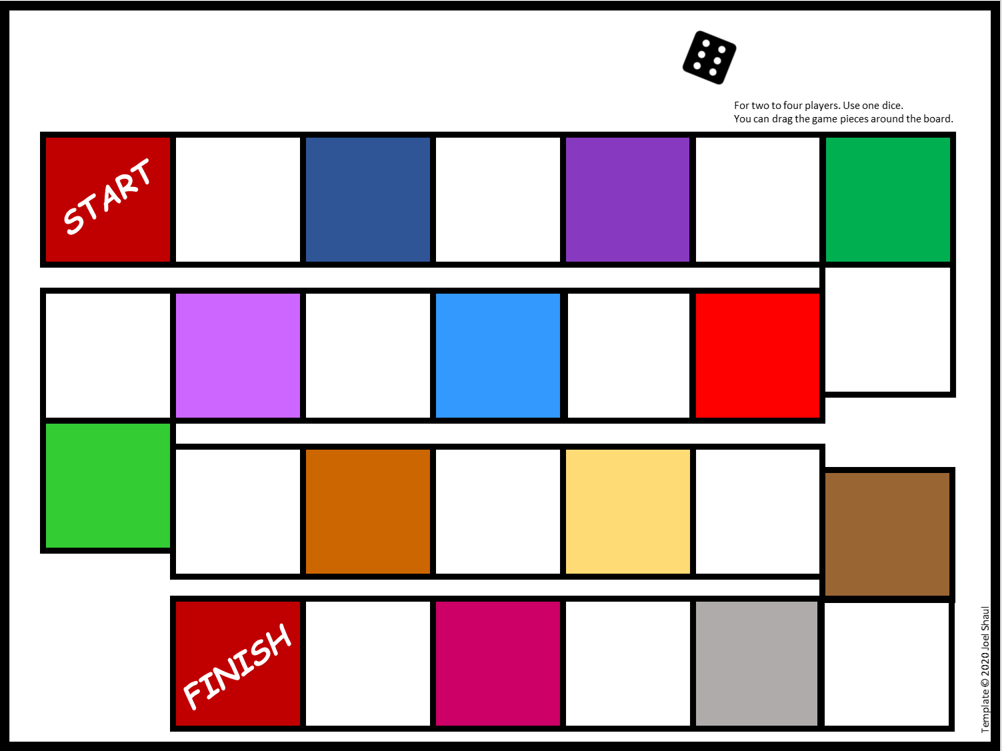 For two to four players. Use one dice.
You can drag the game pieces around the board.
START
FINISH
Template © 2020 Joel Shaul